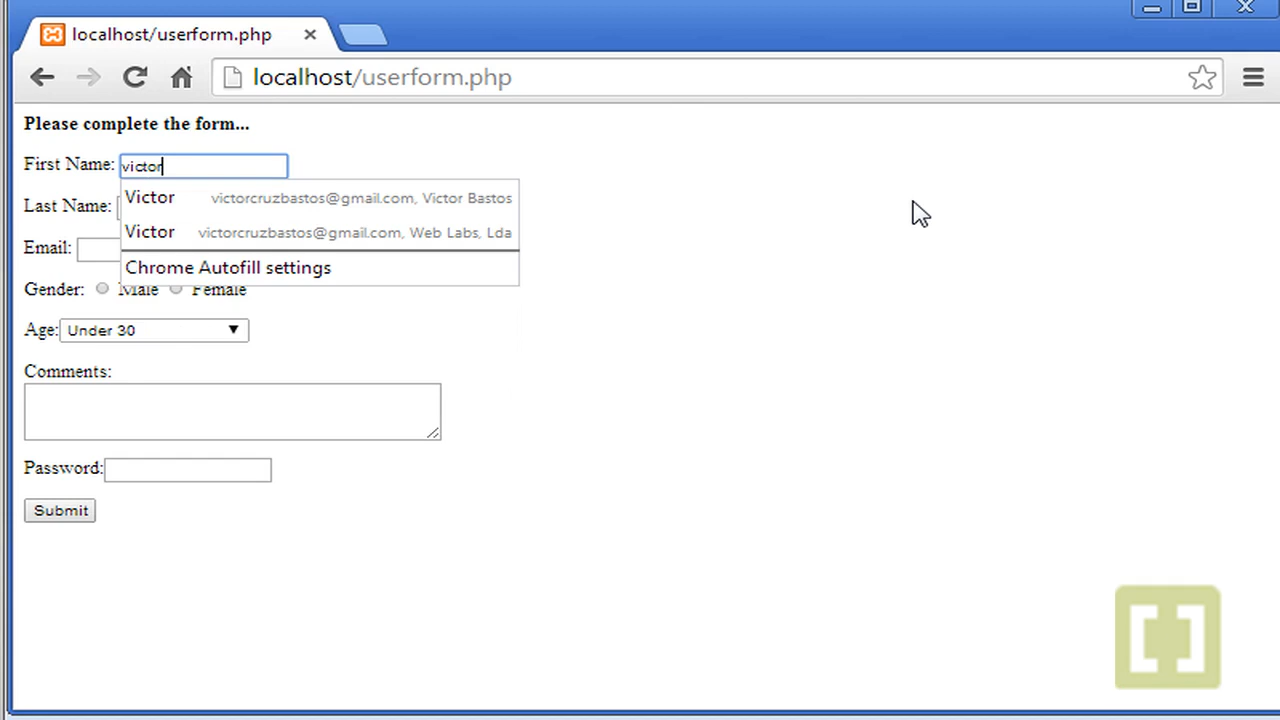 localhost/userform.php
localhost/userform.php
Please complete the form...
First Name: victor
Victor victorcruzbastos@gmail.com, Victor Bastos
Last Name:
Victor victorcruzbastos@gmail.com, Web Labs, Lda
Email:
Chrome Autofill settings
Gender: Male Female
Age: Under 30
Comments:
Password:
Submit